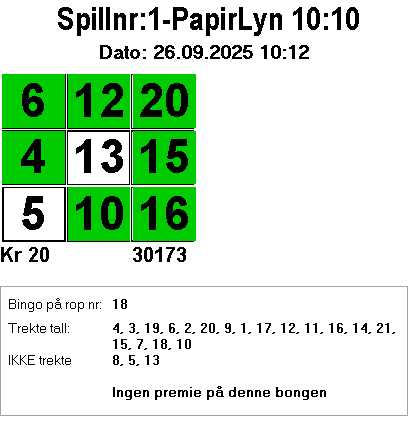 Spillnr:1-PapirLyn 10:10
Dato: 26.09.2025 10:12
6 12 20
4 13 15
5 10 16
Kr 20 30173
Bingo på rop nr: 18
Trekte tall: 4, 3, 19, 6, 2, 20, 9, 1, 17, 12, 11, 16, 14, 21,
15, 7, 18, 10
IKKE trekte 8, 5, 13
Ingen premie på denne bongen